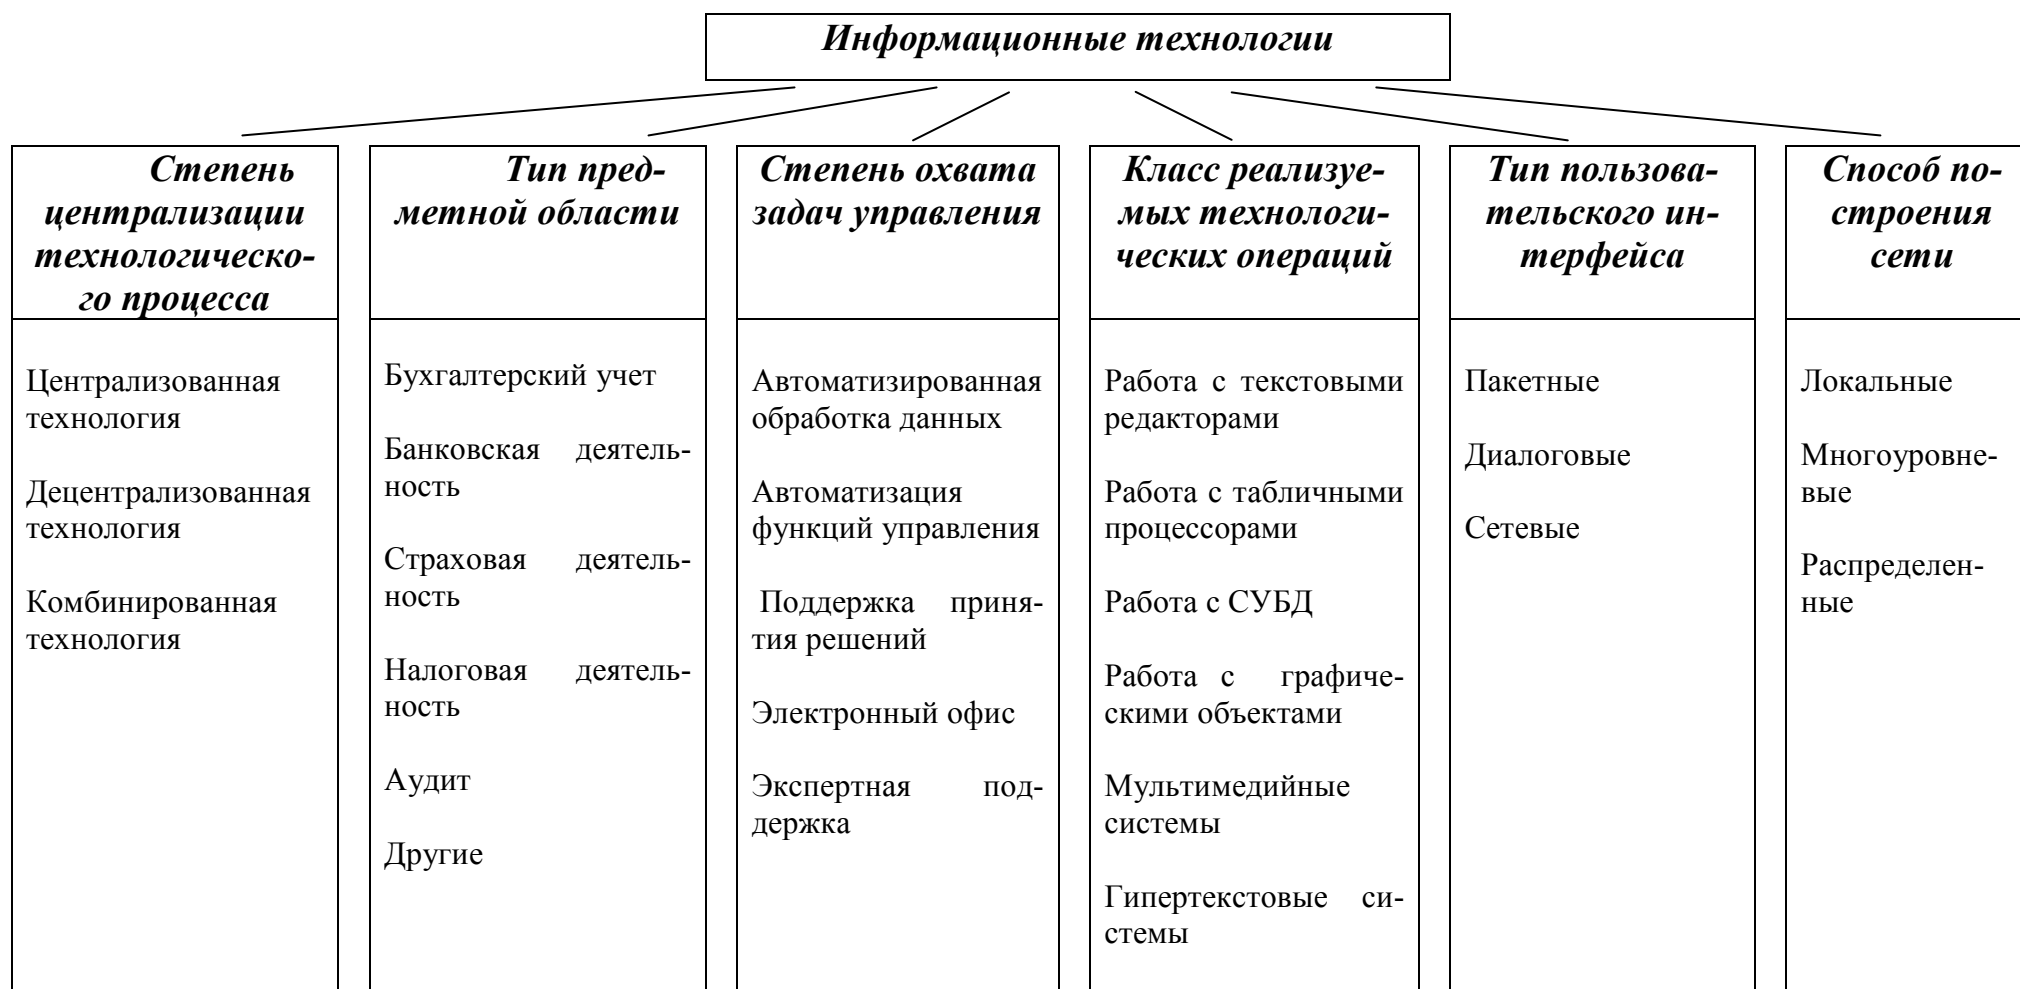 Информационные технологии
Степень
централизации
технологическо-
го процесса
Централизованная
технология
Децентрализованная
технология
Комбинированная
технология
Тип пред-
метной области
Бухгалтерский учет
Банковская деятель-
ность
Страховая деятель-
ность
Налоговая деятель-
ность
Аудит
Другие
Степень охвата
задач управления
Автоматизированная
обработка данных
Автоматизация
функций управления
Поддержка приня-
тия решений
Электронный офис
Экспертная под-
держка
Класс реализуе-
мых технологи-
ческих операций
Работа с текстовыми
редакторами
Работа с табличными
процессорами
Работа с СУБД
Работа с графиче-
скими объектами
Мультимедийные
системы
Гипертекстовые си-
стемы
Тип пользова-
тельского ин-
терфейса
Пакетные
Диалоговые
Сетевые
Способ по-
строения
сети
Локальные
Многоуровне-
вые
Распределен-
ные